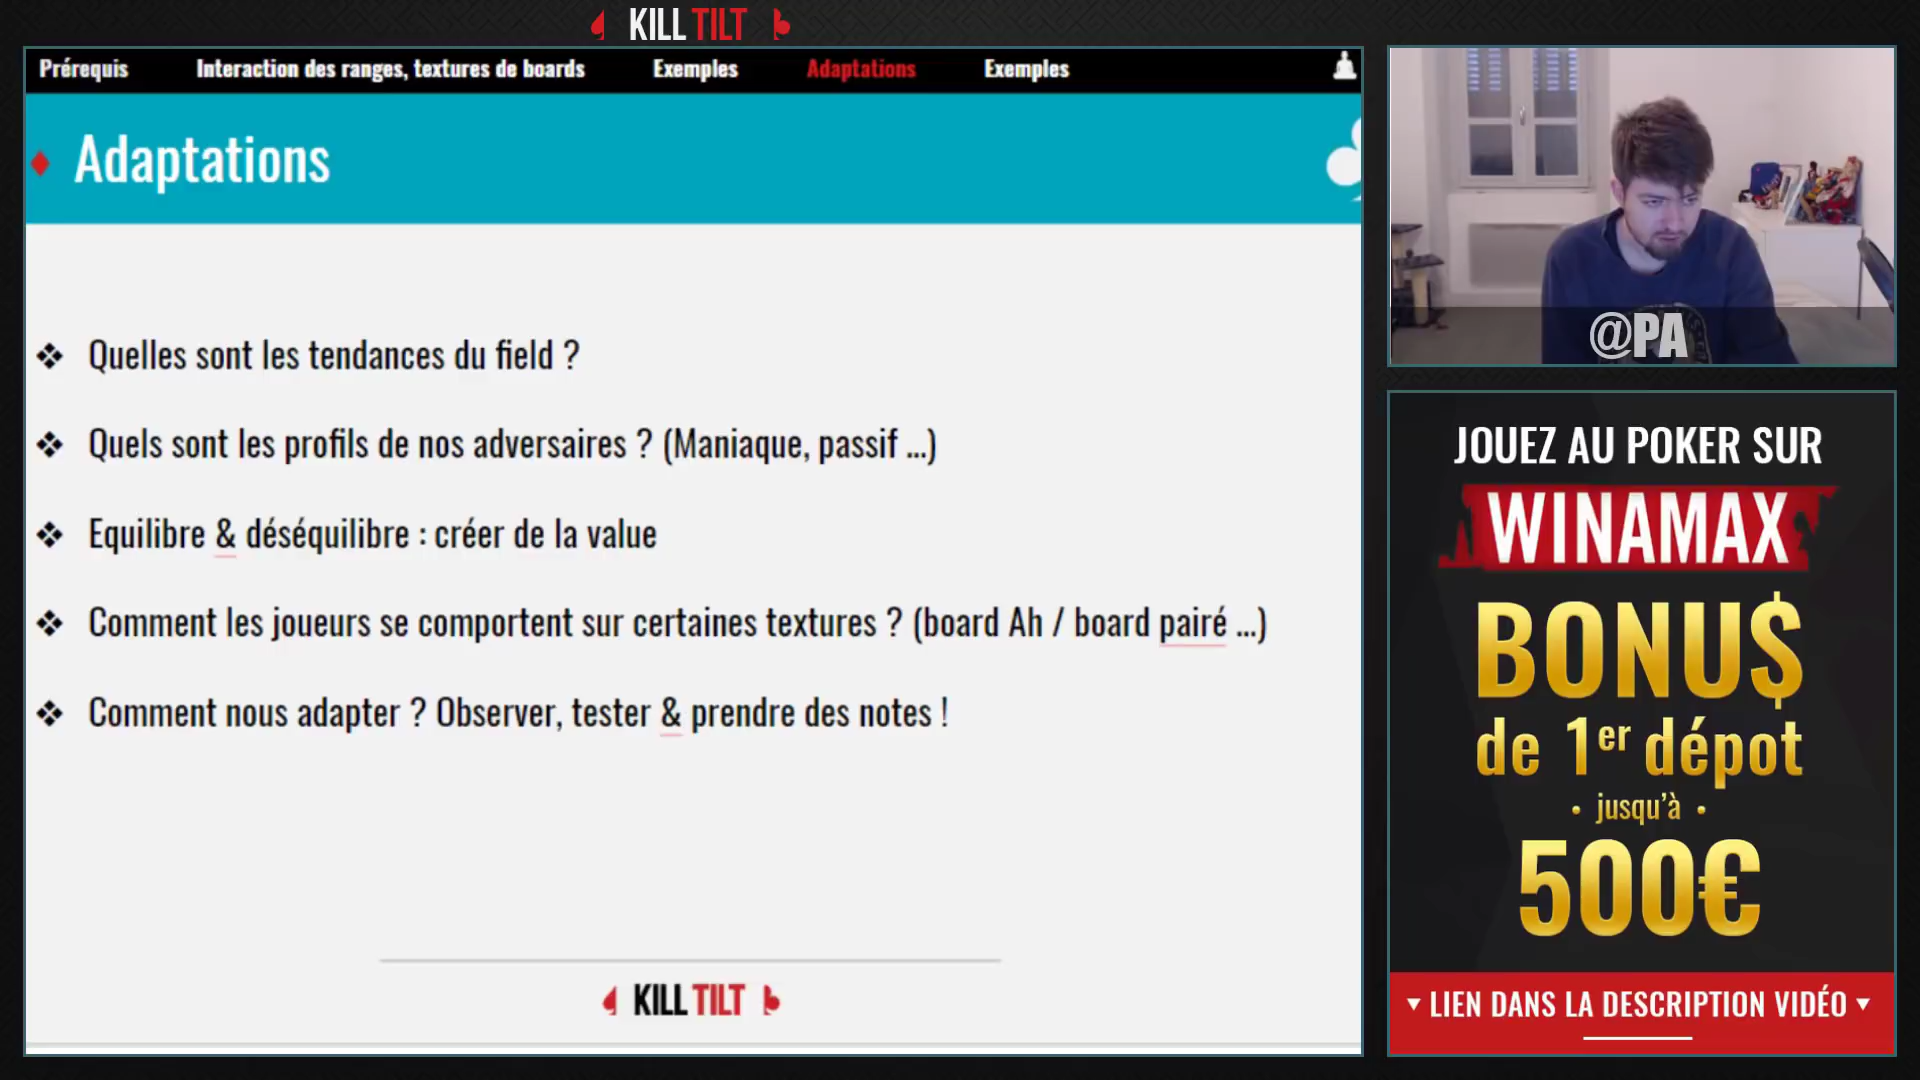 KILL TILT
Prérequis Interaction des ranges, textures de boards Exemples Adaptations Exemples
Adaptations
Quelles sont les tendances du field ?
Quels sont les profils de nos adversaires ? (Maniaque, passif ...)
Equilibre & déséquilibre : créer de la value
Comment les joueurs se comportent sur certaines textures ? (board Ah / board pairé ...)
Comment nous adapter ? Observer, tester & prendre des notes !
KILL TILT
@PA
JOUEZ AU POKER SUR
WINAMAX
BONU$
de 1er dépot
• jusqu'à •
500€
LIEN DANS LA DESCRIPTION VIDÉO